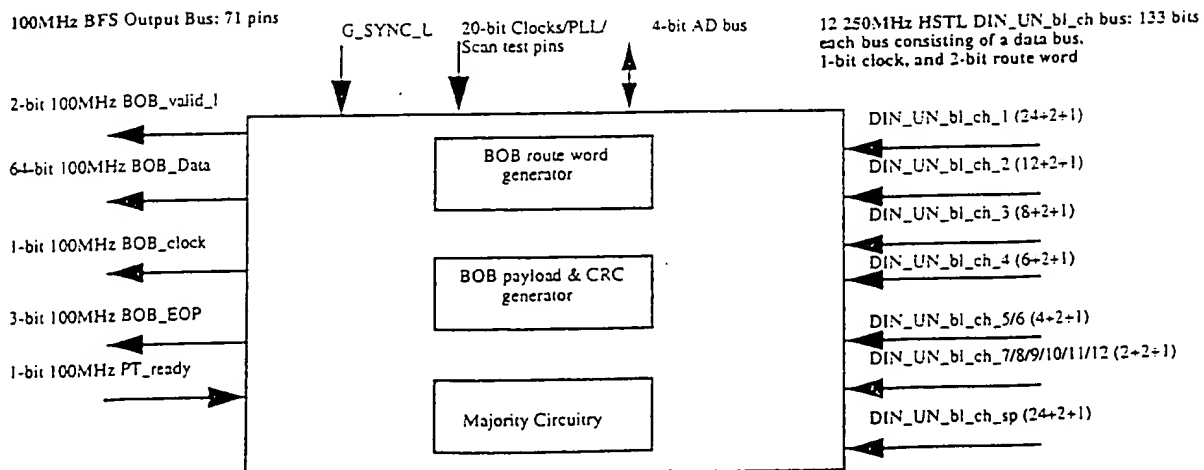 100MHz BFS Output Bus: 71 pins
G_SYNC_L
20-bit Clocks/PLL/
Scan test pins
4-bit AD bus
12 250MHz HSTL DIN_UN_bl_ch bus: 133 bits
each bus consisting of a data bus,
1-bit clock, and 2-bit route word
2-bit 100MHz BOB_valid_l
64-bit 100MHz BOB_Data
1-bit 100MHz BOB_clock
3-bit 100MHz BOB_EOP
1-bit 100MHz PT_ready
BOB route word
generator
BOB payload & CRC
generator
Majority Circuitry
DIN_UN_bl_ch_1 (24+2+1)
DIN_UN_bl_ch_2 (12+2+1)
DIN_UN_bl_ch_3 (8+2+1)
DIN_UN_bl_ch_4 (6+2+1)
DIN_UN_bl_ch_5/6 (4+2+1)
DIN_UN_bl_ch_7/8/9/10/11/12 (2+2+1)
DIN_UN_bl_ch_sp (24+2+1)